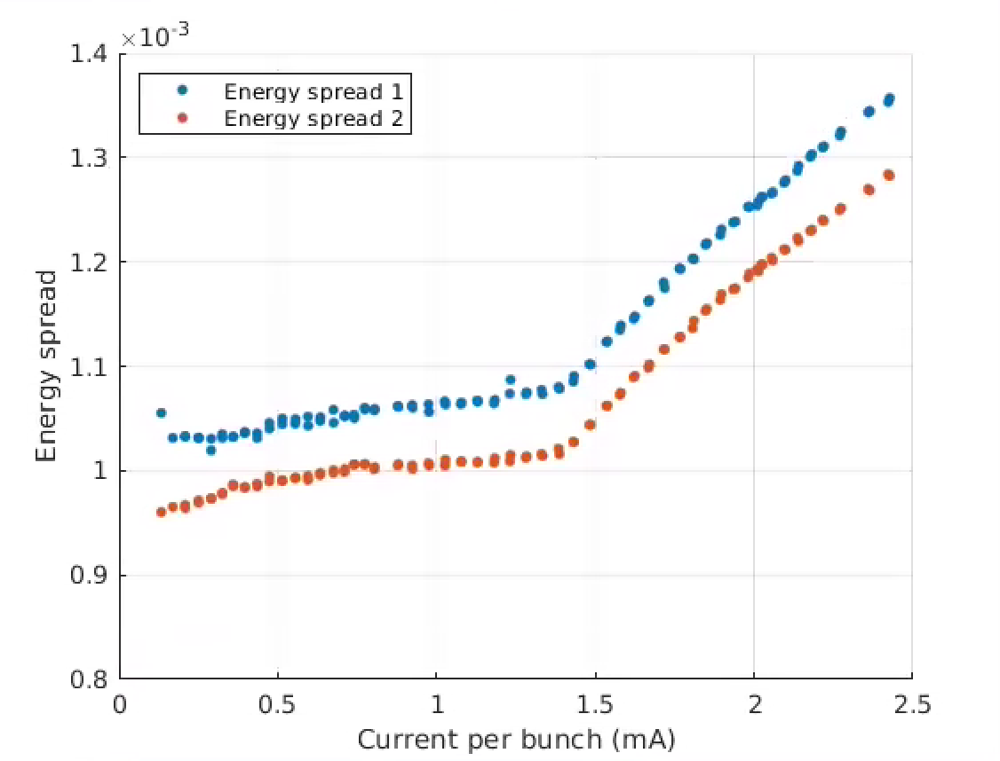 ×10⁻³
1.4
Energy spread 1
Energy spread 2
1.3
1.2
1.1
1
0.9
0.8
Energy spread
0 0.5 1 1.5 2 2.5
Current per bunch (mA)